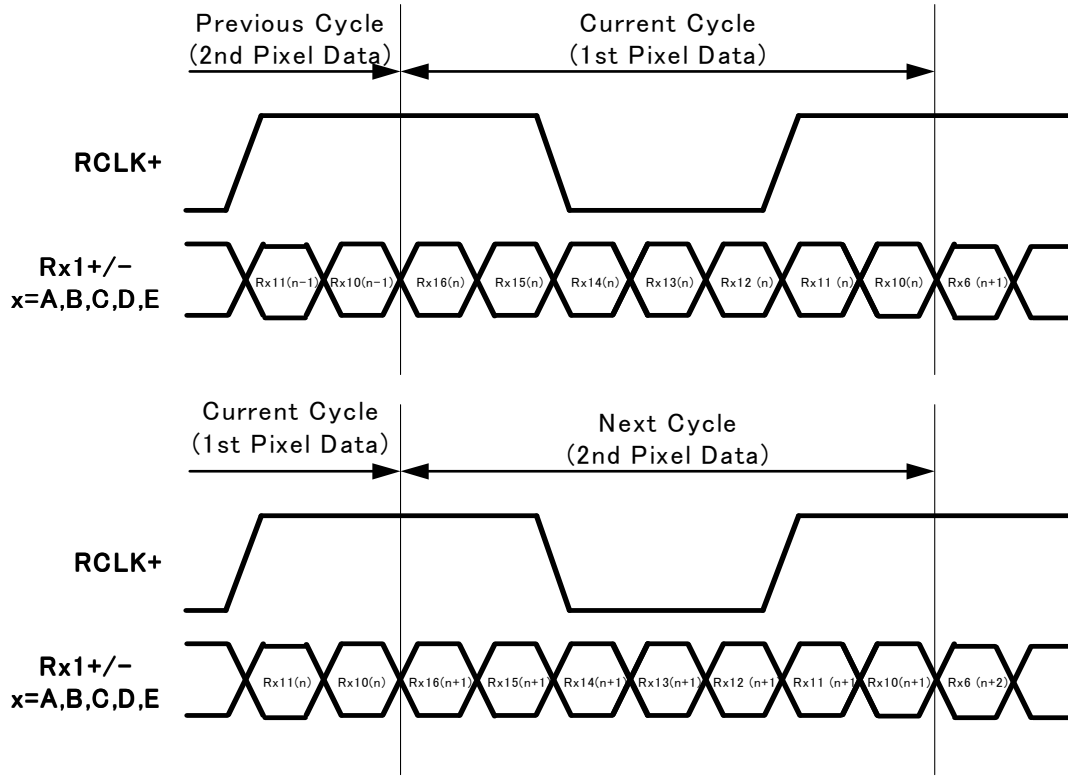 Previous Cycle
(2nd Pixel Data)
Current Cycle
(1st Pixel Data)
RCLK+
Rx1+/-
x=A,B,C,D,E
Rx11(n-1) Rx10(n-1) Rx16(n) Rx15(n) Rx14(n) Rx13(n) Rx12 (n) Rx11 (n) Rx10(n) Rx6 (n+1)
Current Cycle
(1st Pixel Data)
Next Cycle
(2nd Pixel Data)
RCLK+
Rx1+/-
x=A,B,C,D,E
Rx11(n) Rx10(n) Rx16(n+1) Rx15(n+1) Rx14(n+1) Rx13(n+1) Rx12 (n+1 Rx11 (n+1 Rx10(n+1) Rx6 (n+2)